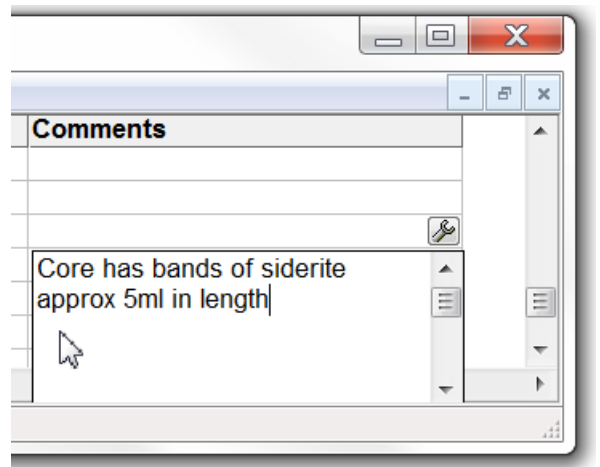 Comments
Core has bands of siderite
approx 5ml in length